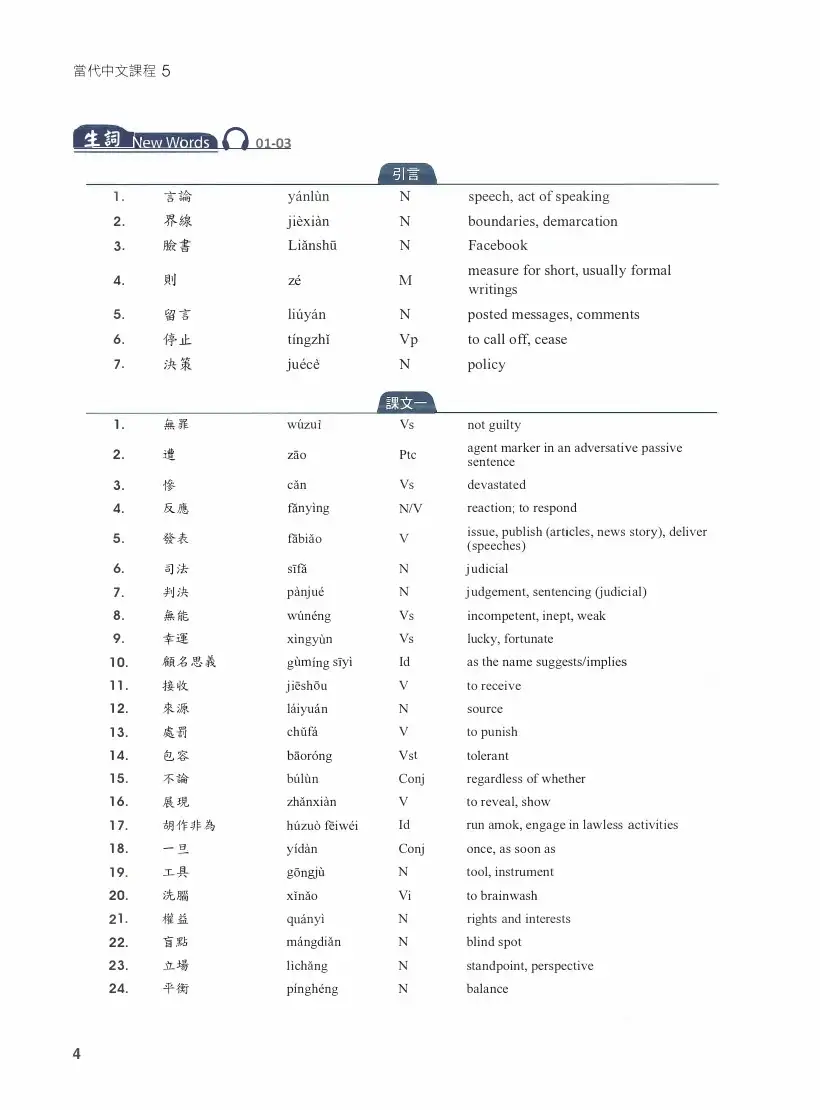 當代中文課程 5
生詞 New Words 01-03
引言
1. 言論 yánlùn N speech, act of speaking
2. 界線 jièxiàn N boundaries, demarcation
3. 臉書 Liǎnshū N Facebook
4. 則 zé M measure for short, usually formal
writings
5. 留言 liúyán N posted messages, comments
6. 停止 tíngzhǐ Vp to call off, cease
7. 決策 juécè N policy
課文一
1. 無罪 wúzuì Vs not guilty
2. 遭 zāo Ptc agent marker in an adversative passive
sentence
3. 慘 cǎn Vs devastated
4. 反應 fǎnyìng N/V reaction; to respond
5. 發表 fābiǎo V issue, publish (articles, news story), deliver
(speeches)
6. 司法 sīfǎ N judicial
7. 判決 pànjué N judgement, sentencing (judicial)
8. 無能 wúnéng Vs incompetent, inept, weak
9. 幸運 xìngyùn Vs lucky, fortunate
10. 顧名思義 gùmíng sīyì Id as the name suggests/implies
11. 接收 jiēshōu V to receive
12. 來源 láiyuán N source
13. 處罰 chǔfá V to punish
14. 包容 bāoróng Vst tolerant
15. 不論 búlùn Conj regardless of whether
16. 展現 zhǎnxiàn V to reveal, show
17. 胡作非為 húzuò fēiwéi Id run amok, engage in lawless activities
18. 一旦 yídàn Conj once, as soon as
19. 工具 gōngjù N tool, instrument
20. 洗腦 xǐnǎo Vi to brainwash
21. 權益 quányì N rights and interests
22. 盲點 mángdiǎn N blind spot
23. 立場 lìchǎng N standpoint, perspective
24. 平衡 pínghéng N balance
4